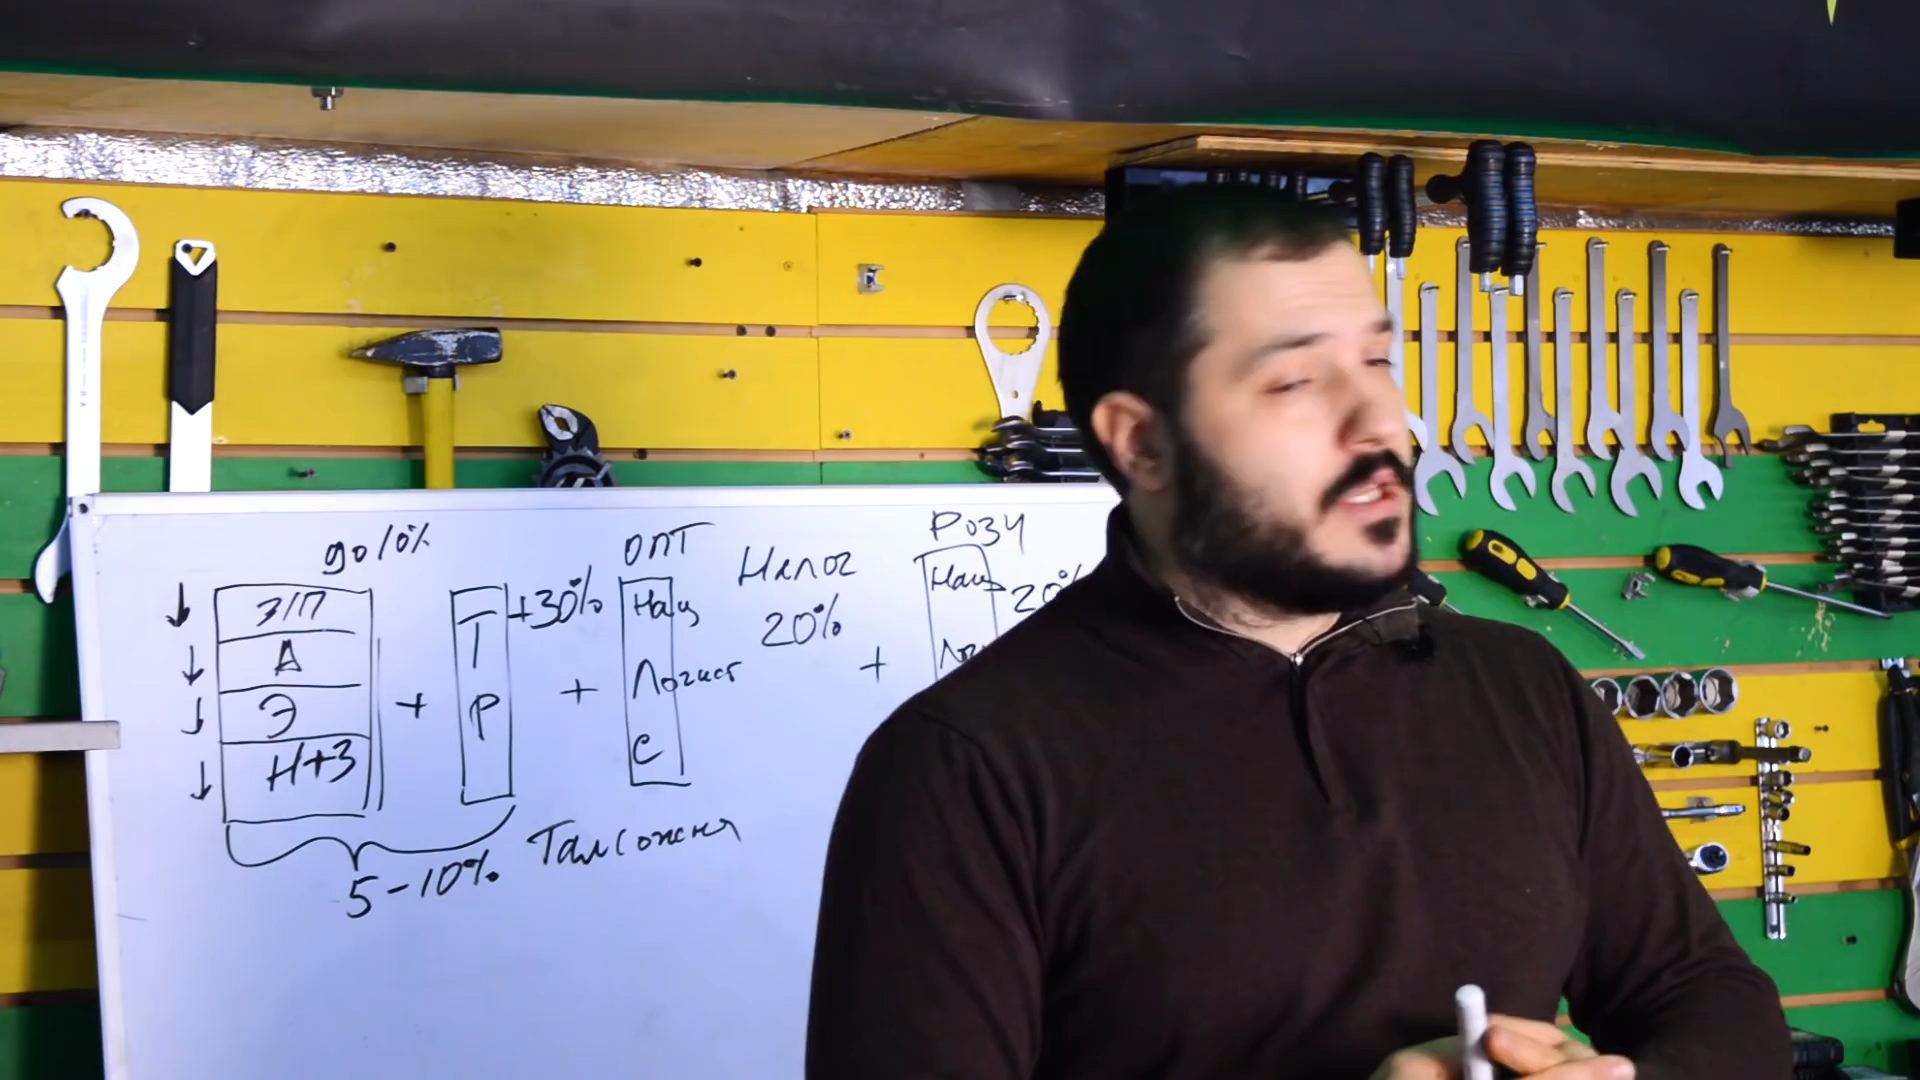 до 10%
З/П
А
Э
Н+З
+
Т
Р
+30%
+
ОПТ
Нац
Логист
С
Налог
20%
+
Розн
Нац
20%
5-10%
Таможня